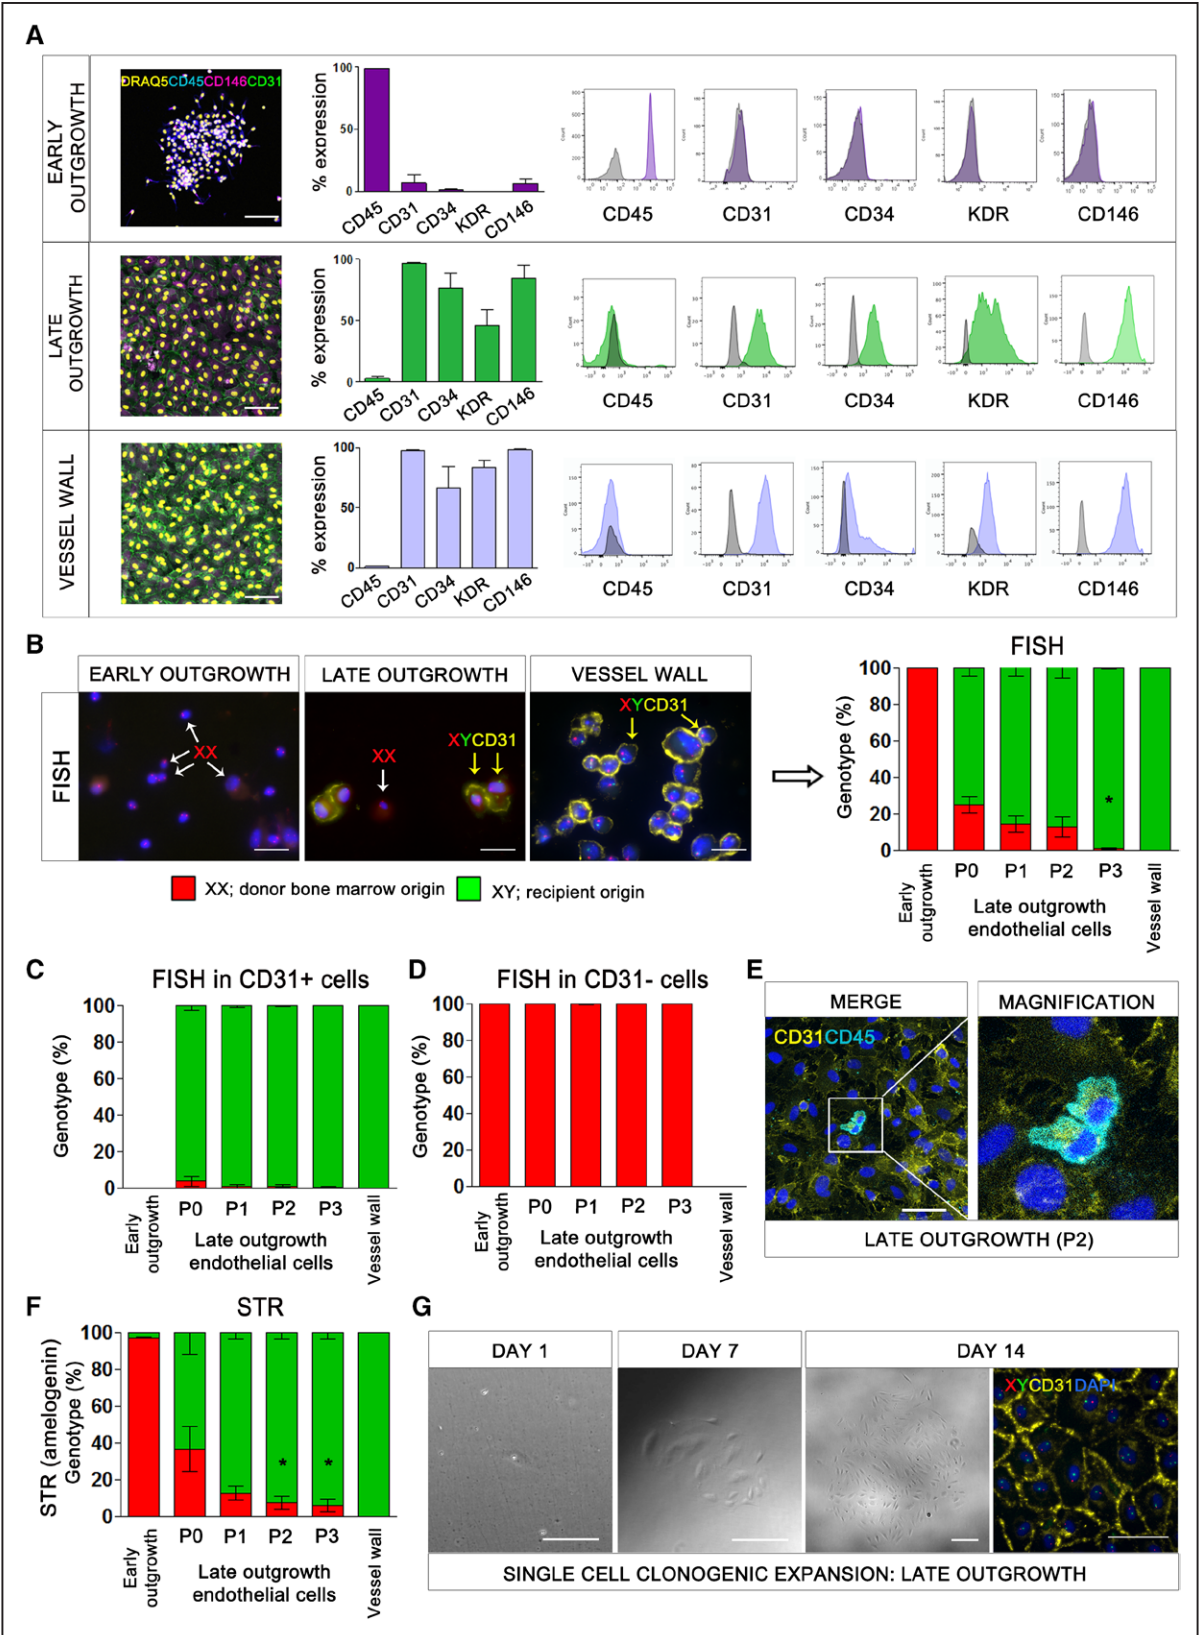 A
EARLY
OUTGROWTH
DRAQ5CD45CD146CD31
% expression
100
50
0
CD45
CD31
CD34
KDR
CD146
CD45
CD31
CD34
KDR
CD146
LATE
OUTGROWTH
% expression
100
50
0
CD45
CD31
CD34
KDR
CD146
CD45
CD31
CD34
KDR
CD146
VESSEL WALL
% expression
100
50
0
CD45
CD31
CD34
KDR
CD146
CD45
CD31
CD34
KDR
CD146
B
FISH
EARLY OUTGROWTH
LATE OUTGROWTH
VESSEL WALL
XX
XX
XYCD31
XYCD31
XX; donor bone marrow origin
XY; recipient origin
FISH
Genotype (%)
100
80
60
40
20
0
*
Early
outgrowth
P0
P1
P2
P3
Late outgrowth
endothelial cells
Vessel wall
C
FISH in CD31+ cells
Genotype (%)
100
80
60
40
20
0
Early
outgrowth
P0
P1
P2
P3
Late outgrowth
endothelial cells
Vessel wall
D
FISH in CD31- cells
Genotype (%)
100
80
60
40
20
0
Early
outgrowth
P0
P1
P2
P3
Late outgrowth
endothelial cells
Vessel wall
E
MERGE
MAGNIFICATION
CD31CD45
LATE OUTGROWTH (P2)
F
STR
STR (amelogenin)
Genotype (%)
100
80
60
40
20
0
*
*
Early
outgrowth
P0
P1
P2
P3
Late outgrowth
endothelial cells
Vessel wall
G
DAY 1
DAY 7
DAY 14
XYCD31DAPI
SINGLE CELL CLONOGENIC EXPANSION: LATE OUTGROWTH